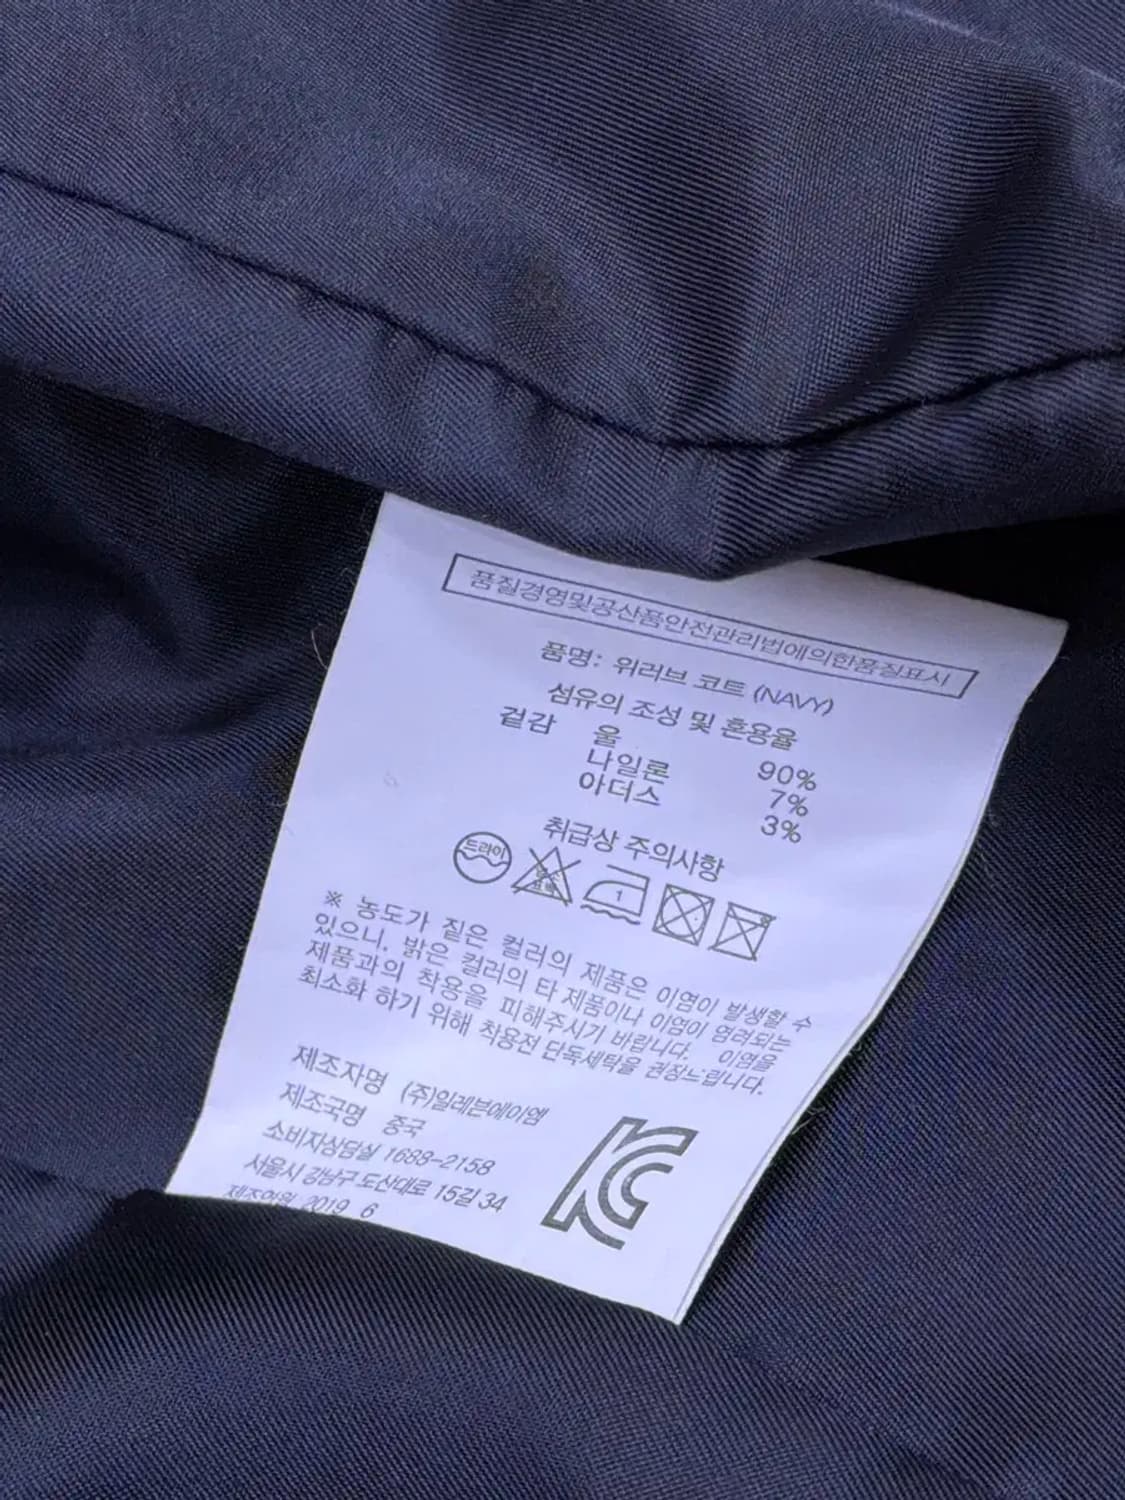 품질경영및공산품안전관리법에의한품질표시
품명: 위러브 코트 (NAVY)
섬유의 조성 및 혼용율
겉감 울 90%
나일론 7%
아더스 3%
취급상 주의사항
드라이
염소
표백
1
※ 농도가 짙은 컬러의 제품은 이염이 발생할 수
있으니, 밝은 컬러의 타 제품이나 이염이 염려되는
제품과의 착용을 피해주시기 바랍니다. 이염을
최소화 하기 위해 착용전 단독세탁을 권장드립니다.
제조자명 (주)일레븐에이엠
제조국명 중국
소비자상담실 1688-2158
서울시 강남구 도산대로 15길 34
제조연월 2019. 6
KC